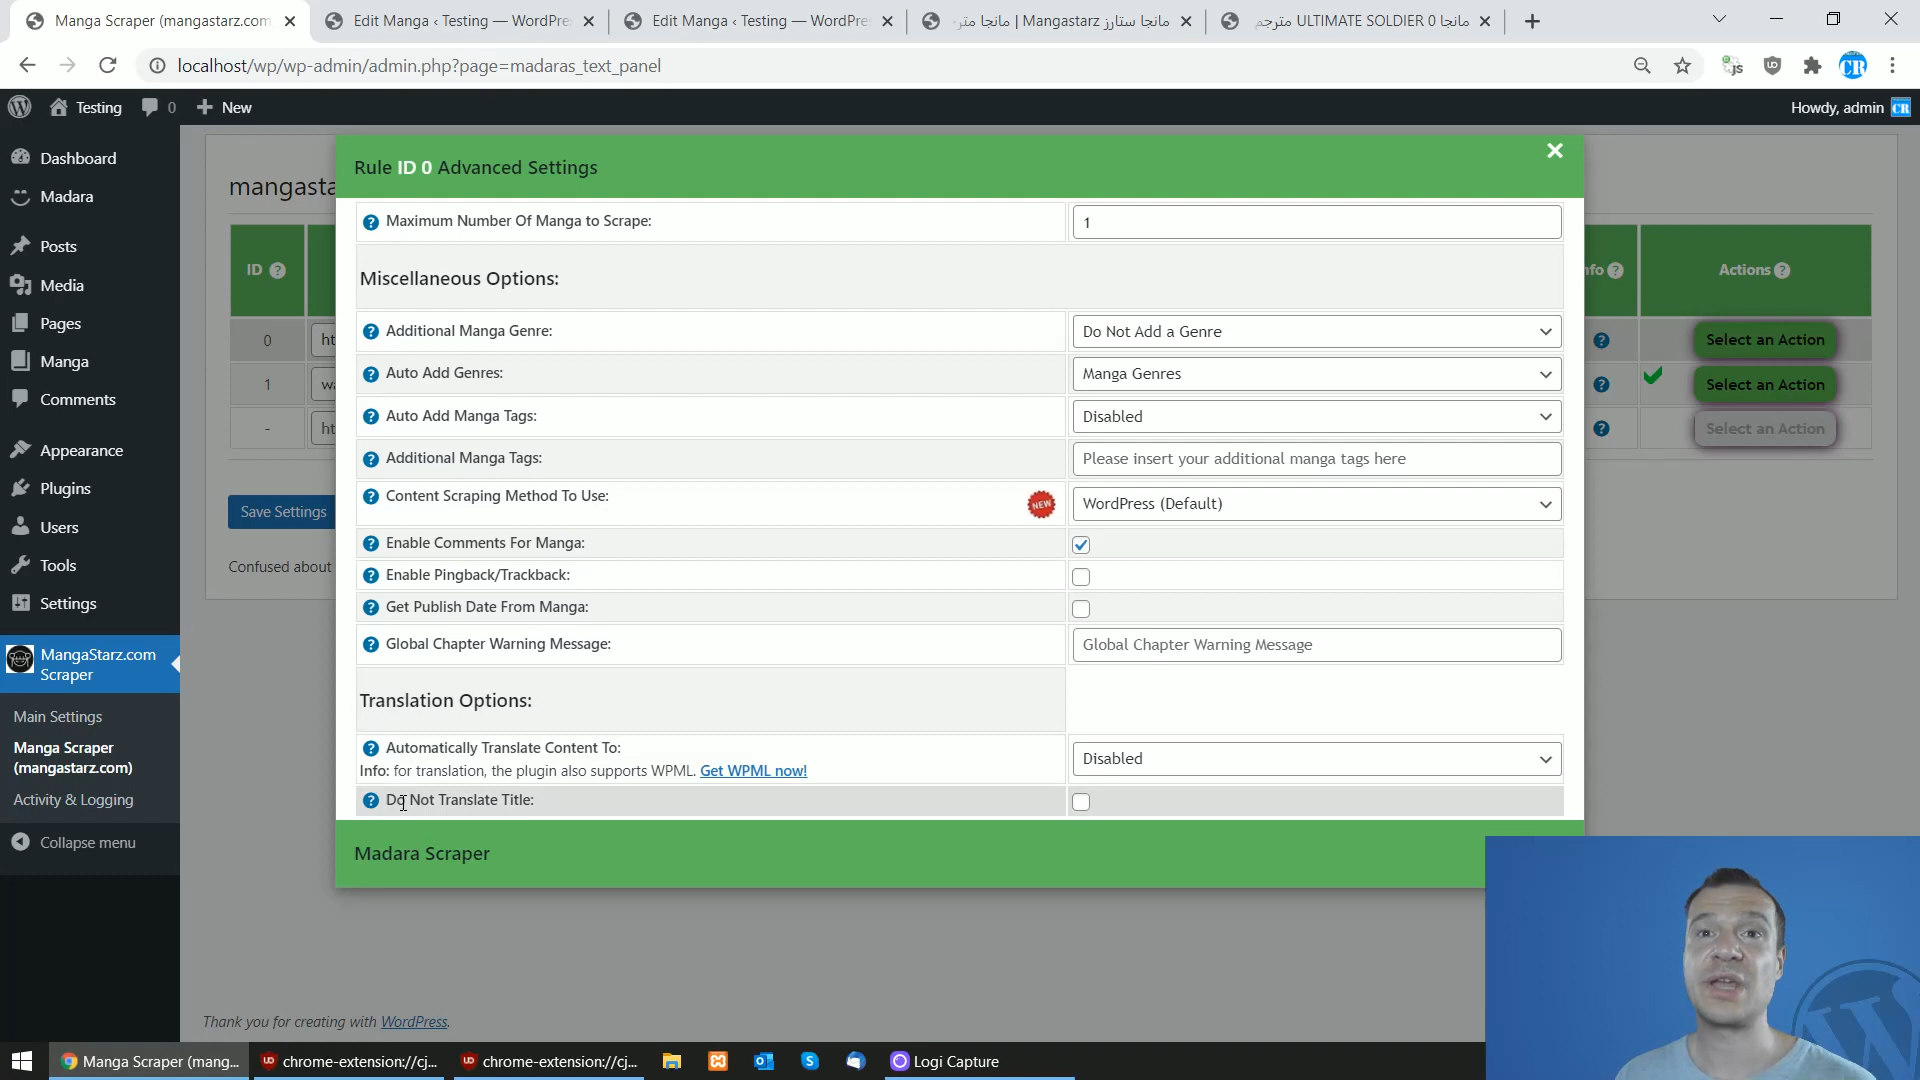 Manga Scraper (mangastarz.com
Edit Manga ‹ Testing — WordPre
Edit Manga ‹ Testing — WordPre
مانجا ستارز Mangastarz | مانجا متر
مانجا ULTIMATE SOLDIER 0 مترجم
localhost/wp/wp-admin/admin.php?page=madaras_text_panel
Testing
0
New
Howdy, admin
Dashboard
Madara
Posts
Media
Pages
Manga
Comments
Appearance
Plugins
Users
Tools
Settings
MangaStarz.com
Scraper
Main Settings
Manga Scraper
(mangastarz.com)
Activity & Logging
Collapse menu
mangasta
ID
nfo
Actions
0
ht
Select an Action
1
wa
Select an Action
-
ht
Select an Action
Save Settings
Confused about
Rule ID 0 Advanced Settings
Maximum Number Of Manga to Scrape:
1
Miscellaneous Options:
Additional Manga Genre:
Do Not Add a Genre
Auto Add Genres:
Manga Genres
Auto Add Manga Tags:
Disabled
Additional Manga Tags:
Please insert your additional manga tags here
Content Scraping Method To Use:
NEW
WordPress (Default)
Enable Comments For Manga:
Enable Pingback/Trackback:
Get Publish Date From Manga:
Global Chapter Warning Message:
Global Chapter Warning Message
Translation Options:
Automatically Translate Content To:
Info: for translation, the plugin also supports WPML. Get WPML now!
Disabled
Do Not Translate Title:
Madara Scraper
Thank you for creating with WordPress.
Manga Scraper (mang...
chrome-extension://cj...
chrome-extension://cj...
Logi Capture